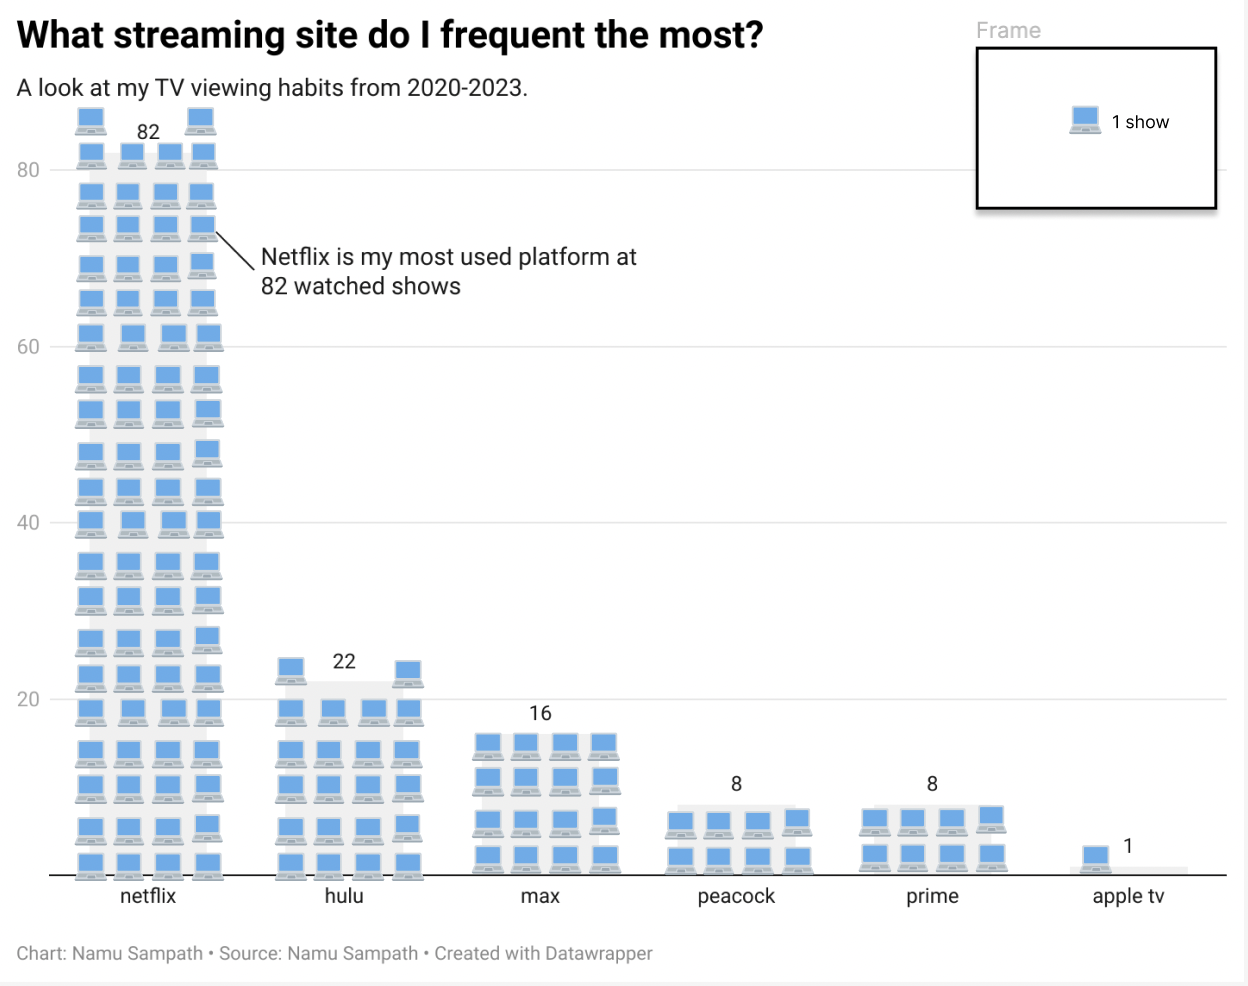 What streaming site do I frequent the most?
Frame
A look at my TV viewing habits from 2020-2023.
1 show
82
80
Netflix is my most used platform at
82 watched shows
60
40
22
20
16
8
8
1
netflix
hulu
max
peacock
prime
apple tv
Chart: Namu Sampath • Source: Namu Sampath • Created with Datawrapper